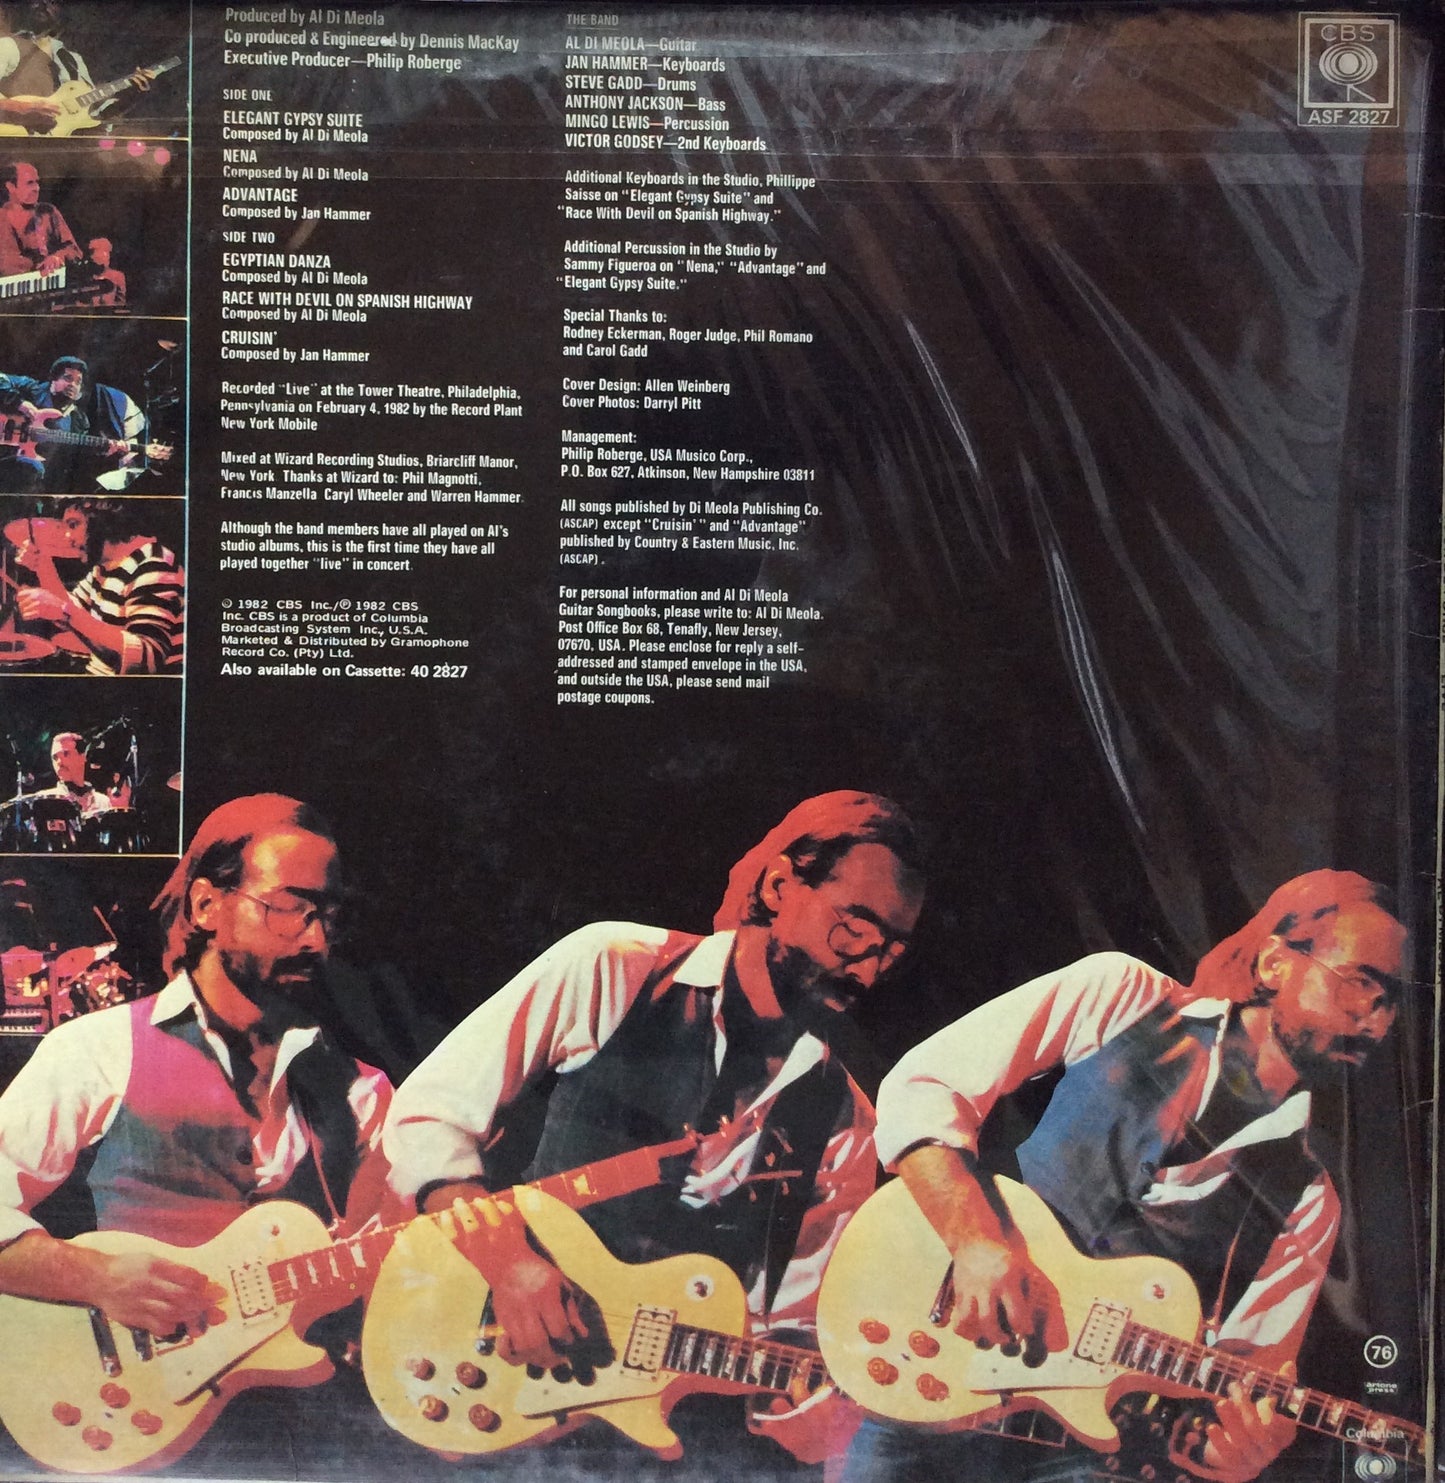 Produced by Al Di Meola
Co produced & Engineered by Dennis MacKay
Executive Producer—Philip Roberge
SIDE ONE
ELEGANT GYPSY SUITE
Composed by Al Di Meola
NENA
Composed by Al Di Meola
ADVANTAGE
Composed by Jan Hammer
SIDE TWO
EGYPTIAN DANZA
Composed by Al Di Meola
RACE WITH DEVIL ON SPANISH HIGHWAY
Composed by Al Di Meola
CRUISIN'
Composed by Jan Hammer
Recorded "Live" at the Tower Theatre, Philadelphia,
Pennsylvania on February 4, 1982 by the Record Plant
New York Mobile
Mixed at Wizard Recording Studios, Briarcliff Manor,
New York. Thanks at Wizard to: Phil Magnotti,
Francis Manzella Caryl Wheeler and Warren Hammer.
Although the band members have all played on Al's
studio albums, this is the first time they have all
played together "live" in concert.
© 1982 CBS Inc./℗ 1982 CBS
Inc. CBS is a product of Columbia
Broadcasting System Inc., U.S.A.
Marketed & Distributed by Gramophone
Record Co. (Pty) Ltd.
Also available on Cassette: 40 2827
THE BAND
AL DI MEOLA—Guitar
JAN HAMMER—Keyboards
STEVE GADD—Drums
ANTHONY JACKSON—Bass
MINGO LEWIS—Percussion
VICTOR GODSEY—2nd Keyboards
Additional Keyboards in the Studio, Phillippe
Saisse on "Elegant Gypsy Suite" and
"Race With Devil on Spanish Highway."
Additional Percussion in the Studio by
Sammy Figueroa on "Nena," "Advantage" and
"Elegant Gypsy Suite."
Special Thanks to:
Rodney Eckerman, Roger Judge, Phil Romano
and Carol Gadd
Cover Design: Allen Weinberg
Cover Photos: Darryl Pitt
Management:
Philip Roberge, USA Musico Corp.,
P.O. Box 627, Atkinson, New Hampshire 03811
All songs published by Di Meola Publishing Co.
(ASCAP) except "Cruisin'" and "Advantage"
published by Country & Eastern Music, Inc.
(ASCAP).
For personal information and Al Di Meola
Guitar Songbooks, please write to: Al Di Meola.
Post Office Box 68, Tenafly, New Jersey,
07670, USA. Please enclose for reply a self-
addressed and stamped envelope in the USA,
and outside the USA, please send mail
postage coupons.
CBS
ASF 2827
76
artone
press
Columbia